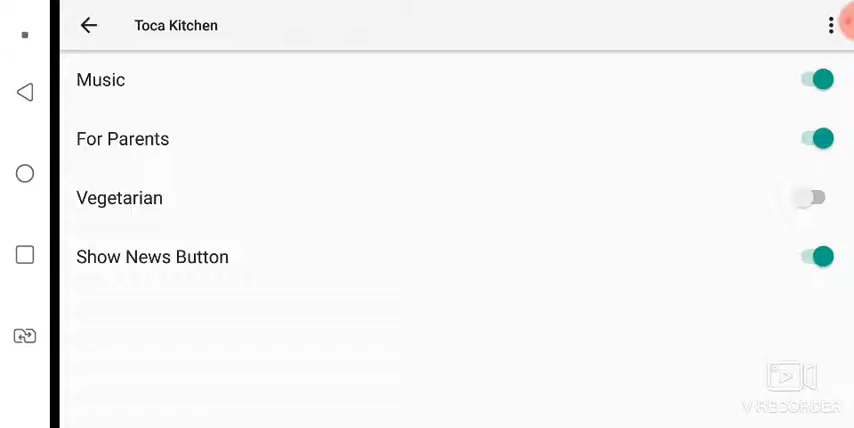 Toca Kitchen
Music
For Parents
Vegetarian
Show News Button
V RECORDER